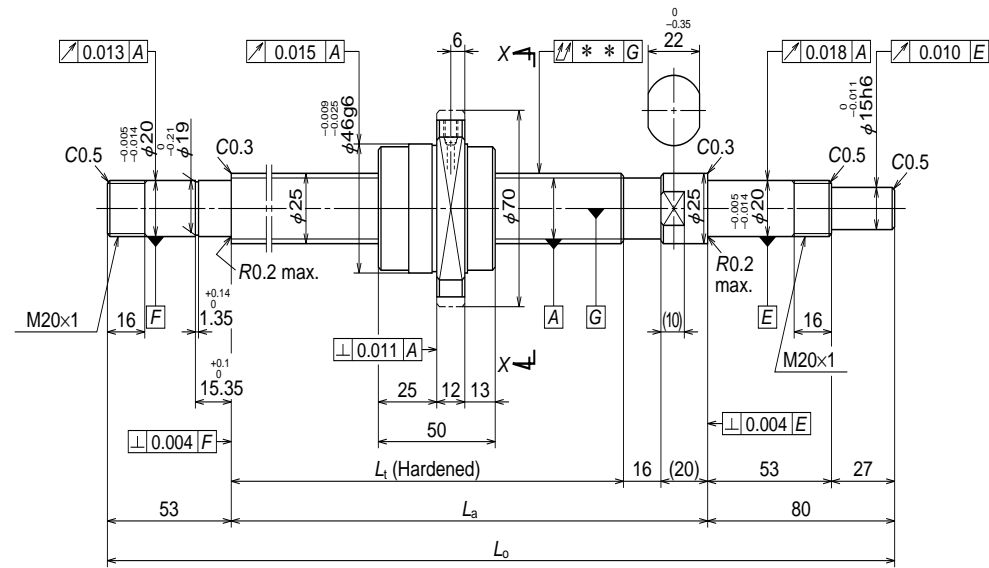 0
-0.35
22
6
X
0.013 A
0.015 A
* * G
0.018 A
0.010 E
-0.005
-0.014
φ20
0
-0.21
φ19
-0.009
-0.025
φ46g6
0
-0.011
φ15h6
C0.5
C0.3
C0.3
C0.5
C0.5
φ25
φ70
φ25
-0.005
-0.014
φ20
R0.2 max.
R0.2
max.
M20×1
16
F
+0.14
0
1.35
A
G
(10)
E
16
M20×1
⊥ 0.011 A
X
+0.1
0
15.35
25
12
13
50
⊥ 0.004 F
⊥ 0.004 E
Lt (Hardened)
16
(20)
53
27
53
La
80
Lo